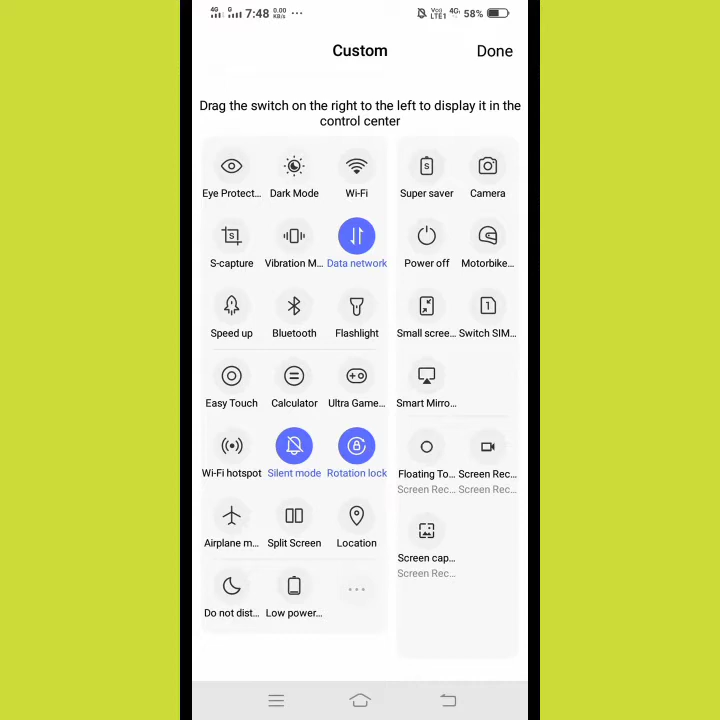 4G G 7:48 0.00 KB/s ... Vo) LTE1 4G 58%
Custom
Done
Drag the switch on the right to the left to display it in the
control center
Eye Protect... Dark Mode Wi-Fi Super saver Camera
S-capture Vibration M... Data network Power off Motorbike...
Speed up Bluetooth Flashlight Small scree... Switch SIM...
Easy Touch Calculator Ultra Game... Smart Mirro...
Wi-Fi hotspot Silent mode Rotation lock Floating To... Screen Rec...
Screen Rec... Screen Rec...
Airplane m... Split Screen Location Screen cap...
Screen Rec...
Do not dist... Low power...